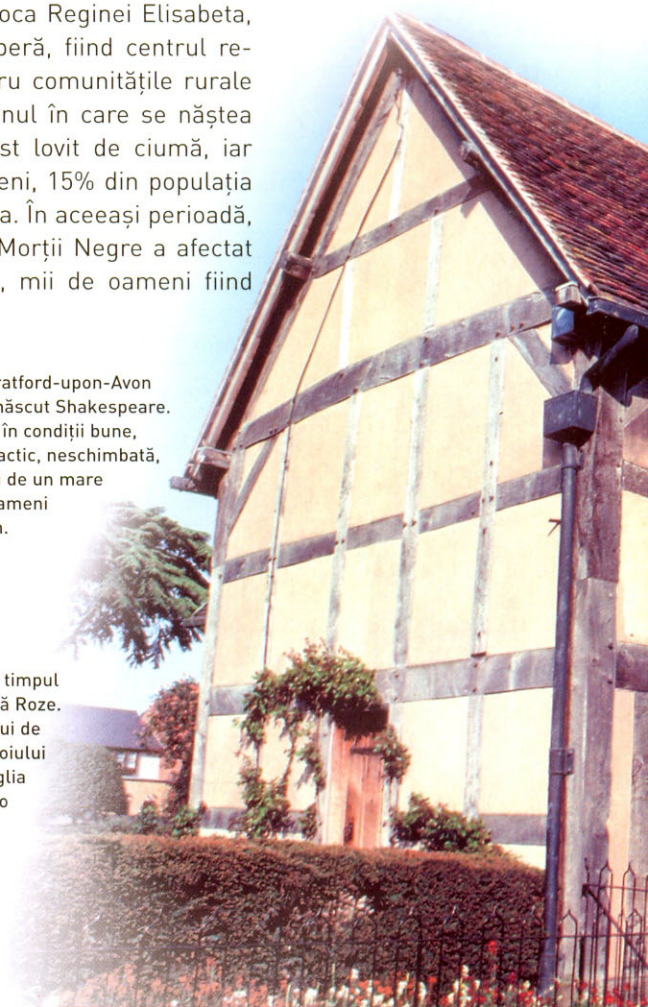 oca Reginei Elisabeta,
peră, fiind centrul re-
ru comunitățile rurale
nul în care se năștea
st lovit de ciumă, iar
eni, 15% din populația
a. În aceeași perioadă,
Morții Negre a afectat
, mii de oameni fiind
ratford-upon-Avon
născut Shakespeare.
în condiții bune,
actic, neschimbată,
de un mare
ameni
n.
timpul
ă Roze.
ui de
oiului
glia
o